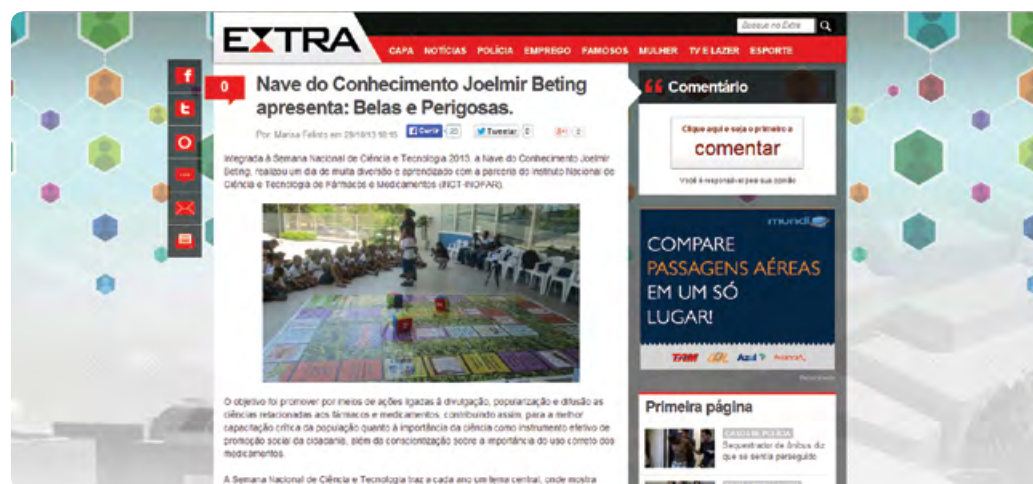 Busque no Extra
EXTRA
CAPA NOTÍCIAS POLÍCIA EMPREGO FAMOSOS MULHER TV E LAZER ESPORTE
0
Nave do Conhecimento Joelmir Beting
apresenta: Belas e Perigosas.
Por: Marisa Felinto em 29/10/13
Curtir 20 Tweetar 0 0
Integrada à Semana Nacional de Ciência e Tecnologia 2013, a Nave do Conhecimento Joelmir
Beting, realizou um dia de muita diversão e aprendizado com a parceria do Instituto Nacional de
Ciência e Tecnologia de Fármacos e Medicamentos (INCT-INOFAR).
O objetivo foi promover por meios de ações ligadas à divulgação, popularização e difusão as
ciências relacionadas aos fármacos e medicamentos, contribuindo assim, para a melhor
capacitação crítica da população quanto à importância da ciência como instrumento efetivo de
promoção social da cidadania, além da conscientização sobre a importância do uso correto dos
medicamentos.
A Semana Nacional de Ciência e Tecnologia traz a cada ano um tema central, onde mostra
Comentário
Clique aqui e seja o primeiro a
comentar
Você é responsável pela sua opinião
mundi
COMPARE
PASSAGENS AÉREAS
EM UM SÓ
LUGAR!
TAM GOL Azul Avianca
Publicidade
Primeira página
CASOS DE POLÍCIA
Sequestrador de ônibus diz
que se sentia perseguido